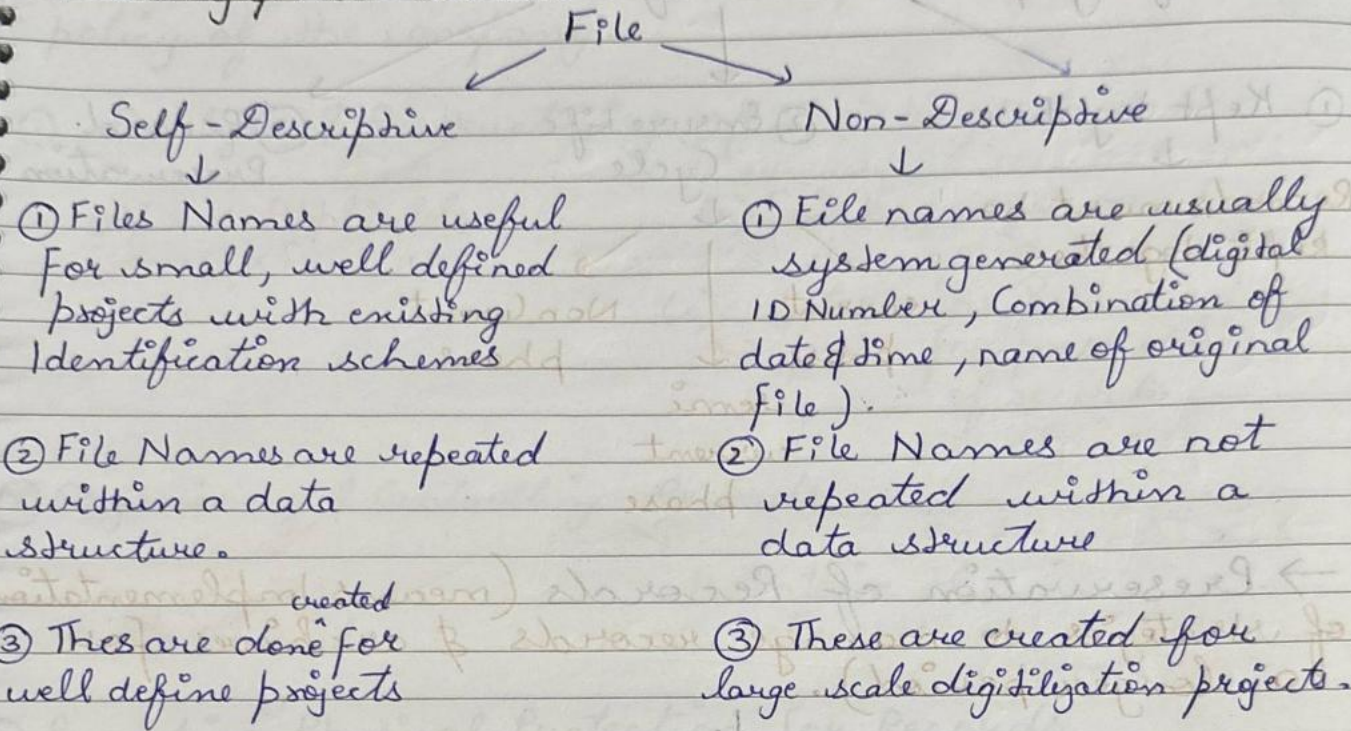 File
Self-Descriptive
Non-Descriptive
① Files Names are useful
For small, well defined
projects with existing
Identification schemes
② File Names are repeated
within a data
structure.
created
③ Thes are done^for
well define projects
① Eile names are usually
system generated (digital
ID Number, Combination of
date & time, name of original
file).
② File Names are not
repeated within a
data structure
③ These are created for
large scale digitilization project.